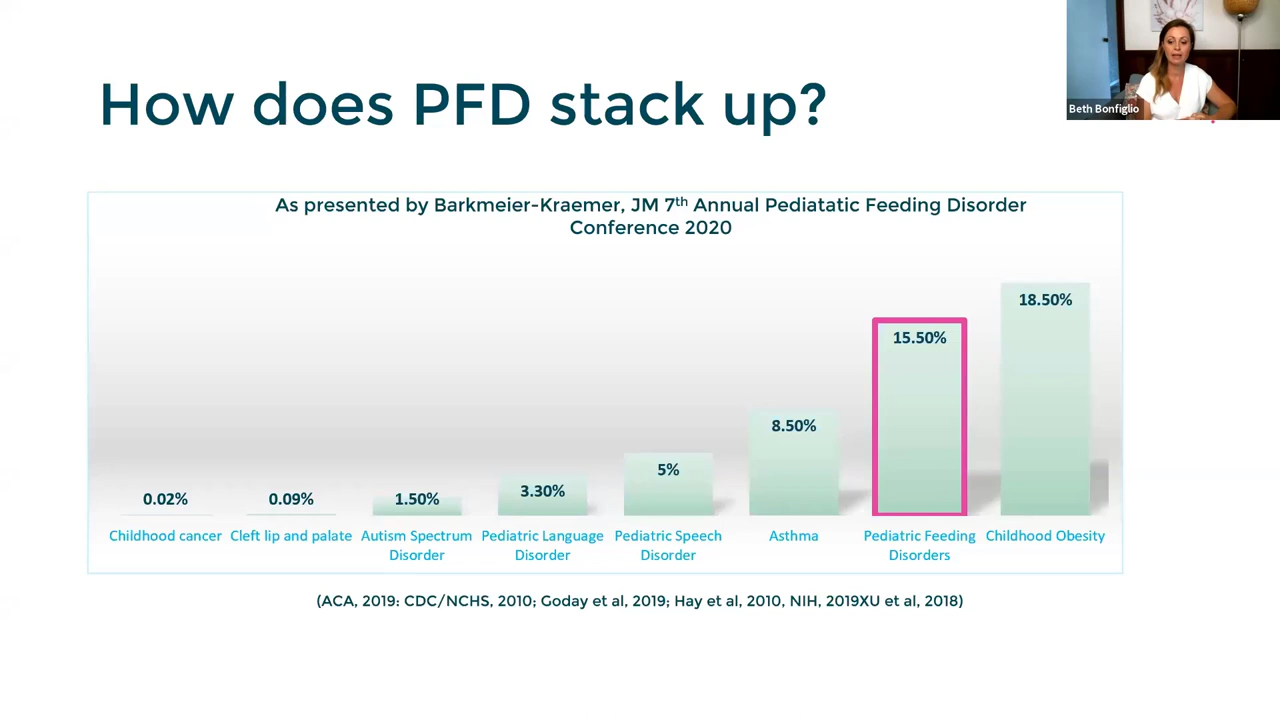 How does PFD stack up?
Beth Bonfiglio
As presented by Barkmeier-Kraemer, JM 7th Annual Pediatatic Feeding Disorder
Conference 2020
0.02%
0.09%
1.50%
3.30%
5%
8.50%
15.50%
18.50%
Childhood cancer
Cleft lip and palate
Autism Spectrum
Disorder
Pediatric Language
Disorder
Pediatric Speech
Disorder
Asthma
Pediatric Feeding
Disorders
Childhood Obesity
(ACA, 2019: CDC/NCHS, 2010; Goday et al, 2019; Hay et al, 2010, NIH, 2019XU et al, 2018)